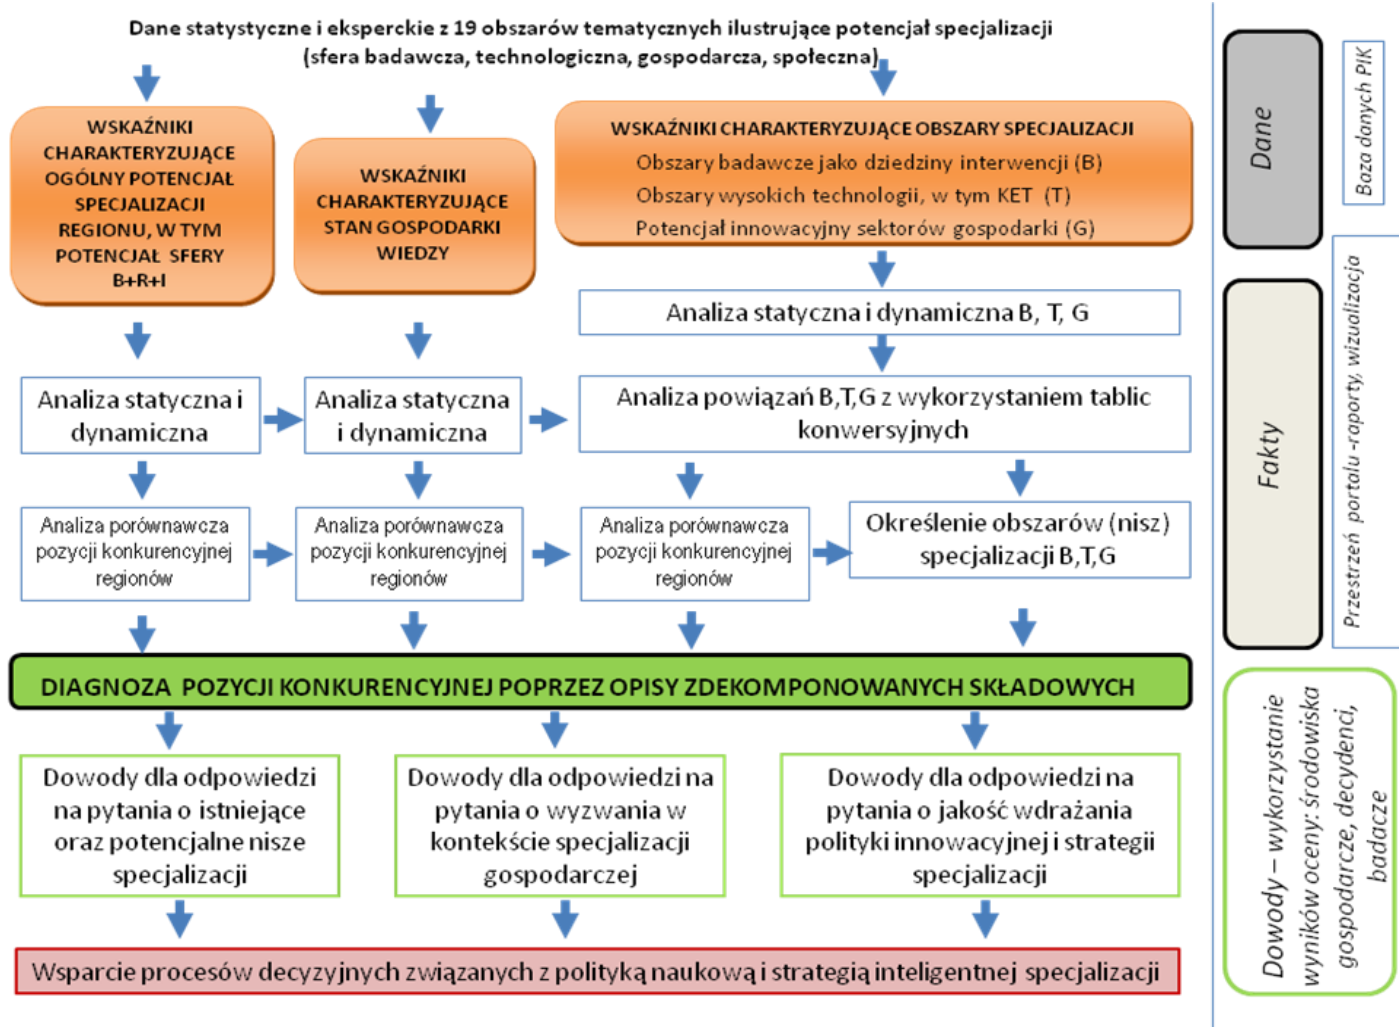 Dane statystyczne i eksperckie z 19 obszarów tematycznych ilustrujące potencjał specjalizacji
(sfera badawcza, technologiczna, gospodarcza, społeczna)
WSKAŹNIKI
CHARAKTERYZUJĄCE
OGÓLNY POTENCJAŁ
SPECJALIZACJI
REGIONU, W TYM
POTENCJAŁ SFERY
B+R+I
WSKAŹNIKI
CHARAKTERYZUJĄCE
STAN GOSPODARKI
WIEDZY
WSKAŹNIKI CHARAKTERYZUJĄCE OBSZARY SPECJALIZACJI
Obszary badawcze jako dziedziny interwencji (B)
Obszary wysokich technologii, w tym KET (T)
Potencjał innowacyjny sektorów gospodarki (G)
Analiza statyczna i dynamiczna B, T, G
Analiza statyczna i
dynamiczna
Analiza statyczna
i dynamiczna
Analiza powiązań B,T,G z wykorzystaniem tablic
konwersyjnych
Analiza porównawcza
pozycji konkurencyjnej
regionów
Analiza porównawcza
pozycji konkurencyjnej
regionów
Analiza porównawcza
pozycji konkurencyjnej
regionów
Określenie obszarów (nisz)
specjalizacji B,T,G
DIAGNOZA POZYCJI KONKURENCYJNEJ POPRZEZ OPISY ZDEKOMPONOWANYCH SKŁADOWYCH
Dowody dla odpowiedzi
na pytania o istniejące
oraz potencjalne nisze
specjalizacji
Dowody dla odpowiedzi na
pytania o wyzwania w
kontekście specjalizacji
gospodarczej
Dowody dla odpowiedzi na
pytania o jakość wdrażania
polityki innowacyjnej i strategii
specjalizacji
Wsparcie procesów decyzyjnych związanych z polityką naukową i strategią inteligentnej specjalizacji
Dane
Baza danych PIK
Fakty
Przestrzeń portalu -raporty, wizualizacja
Dowody – wykorzystanie
wyników oceny: środowiska
gospodarcze, decydenci,
badacze